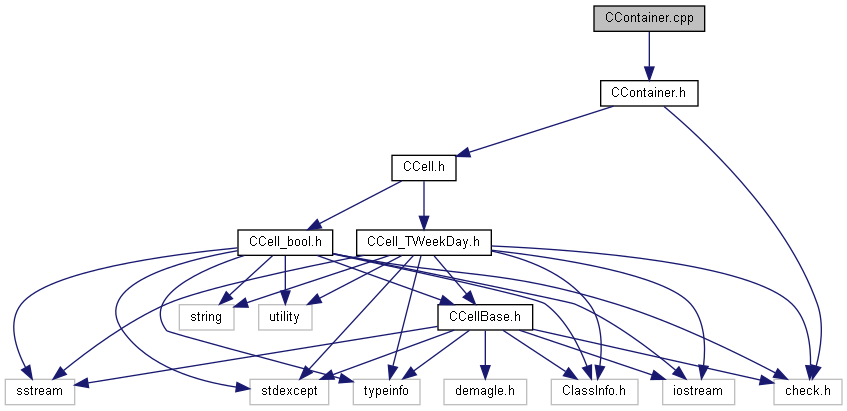 CContainer.cpp
CContainer.h
CCell.h
CCell_bool.h
CCell_TWeekDay.h
string
utility
CCellBase.h
sstream
stdexcept
typeinfo
demagle.h
ClassInfo.h
iostream
check.h